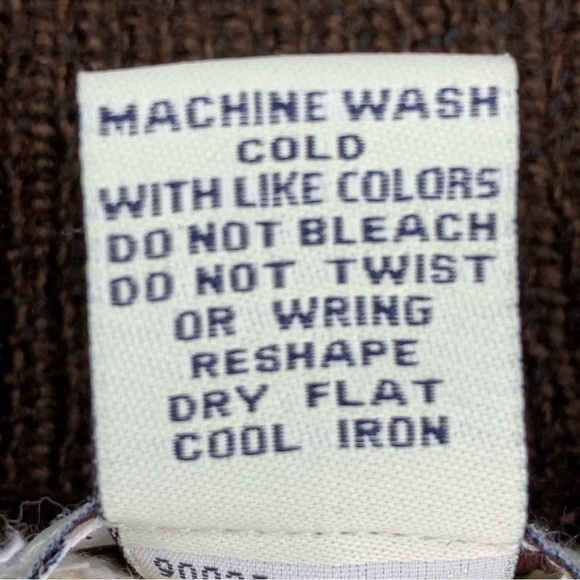 MACHINE WASH
COLD
WITH LIKE COLORS
DO NOT BLEACH
DO NOT TWIST
OR WRING
RESHAPE
DRY FLAT
COOL IRON